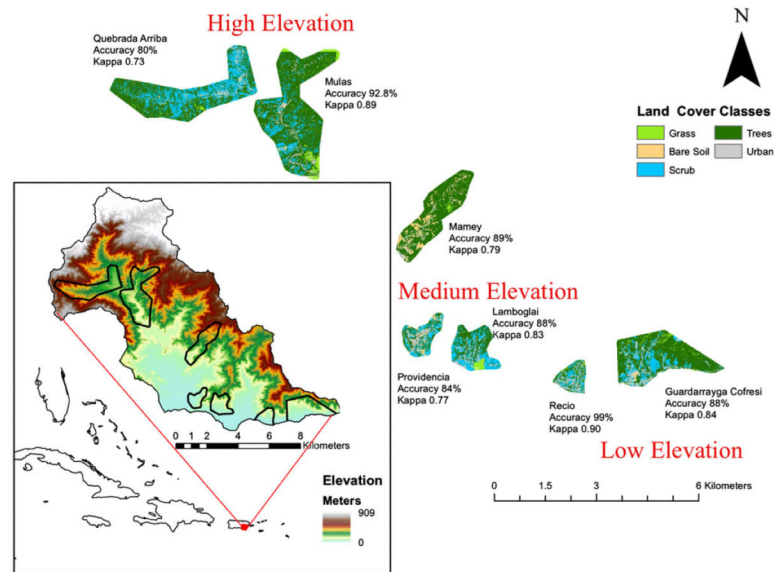 High Elevation
N
Quebrada Arriba
Accuracy 80%
Kappa 0.73
Mulas
Accuracy 92.8%
Kappa 0.89
Land Cover Classes
Grass
Trees
Bare Soil
Urban
Scrub
Mamey
Accuracy 89%
Kappa 0.79
Medium Elevation
Lamboglai
Accuracy 88%
Kappa 0.83
Providencia
Accuracy 84%
Kappa 0.77
Recio
Accuracy 99%
Kappa 0.90
Guardarrayga Cofresi
Accuracy 88%
Kappa 0.84
Low Elevation
0 1.5 3 6 Kilometers
0 1 2 4 6 8
Kilometers
Elevation
Meters
909
0